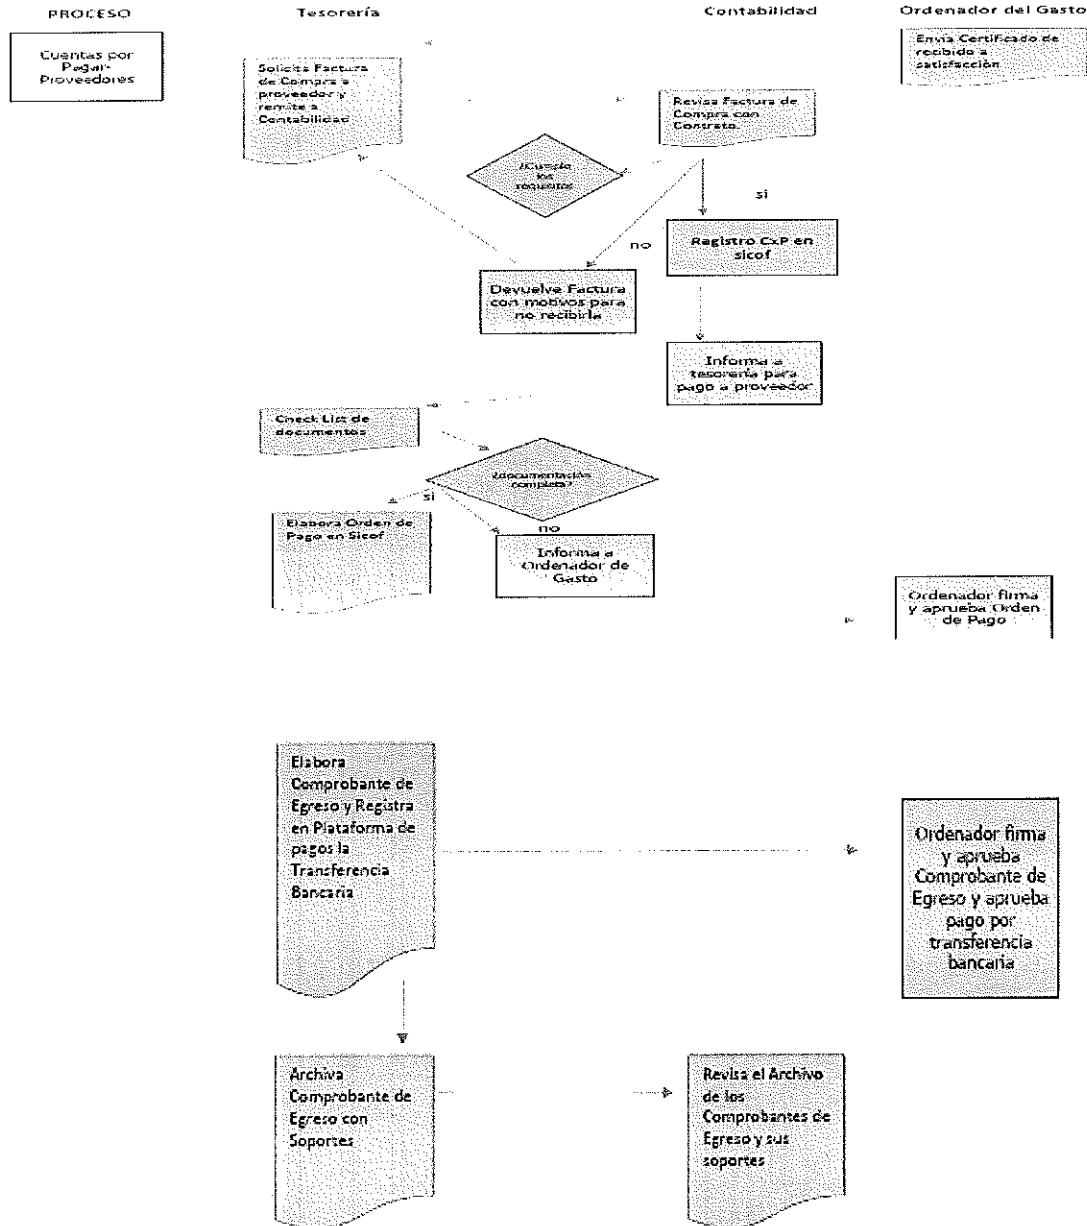 PROCESO
Tesorería
Contabilidad
Ordenador del Gasto
Cuentas por
Pagar-
Proveedores
Solicita Factura
de Compra a
proveedor y
remite a
Contabilidad
Revisa Factura de
Compra con
Contrato.
Envía Certificado de
recibido a
satisfacción
¿Cumple
los
requisitos
si
no
Registro CxP en
sicof
Devuelve Factura
con motivos para
no recibirla
Informa a
tesorería para
pago a proveedor
Check List de
documentos
¿documentación
completa?
si
no
Elabora Orden de
Pago en Sicof
Informa a
Ordenador de
Gasto
Ordenador firma
y aprueba Orden
de Pago
Elabora
Comprobante de
Egreso y Registra
en Plataforma de
pagos la
Transferencia
Bancaria
Ordenador firma
y aprueba
Comprobante de
Egreso y aprueba
pago por
transferencia
bancaria
Archiva
Comprobante de
Egreso con
Soportes
Revisa el Archivo
de los
Comprobantes de
Egreso y sus
soportes